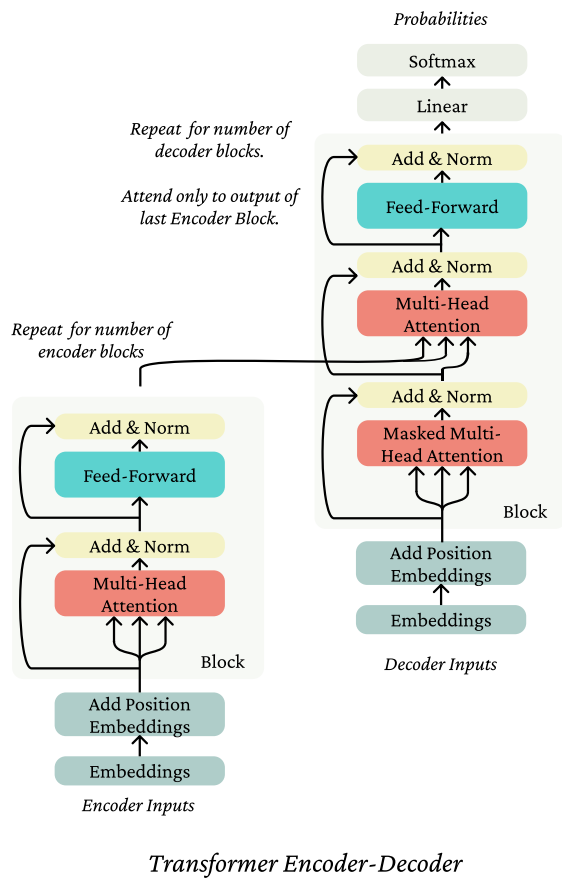 Probabilities
Softmax
Linear
Repeat for number of
decoder blocks.
Add & Norm
Attend only to output of
last Encoder Block.
Feed-Forward
Add & Norm
Multi-Head
Attention
Repeat for number of
encoder blocks
Add & Norm
Masked Multi-
Head Attention
Block
Add Position
Embeddings
Embeddings
Decoder Inputs
Add & Norm
Feed-Forward
Add & Norm
Multi-Head
Attention
Block
Add Position
Embeddings
Embeddings
Encoder Inputs
Transformer Encoder-Decoder